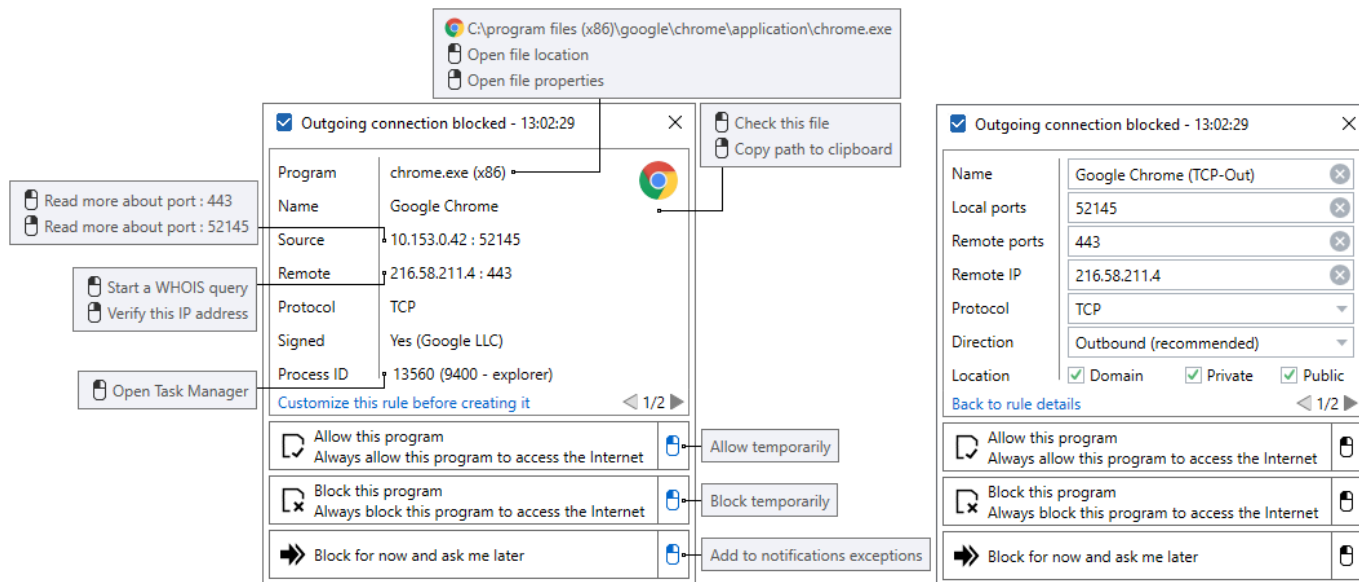 C:\program files (x86)\google\chrome\application\chrome.exe
Open file location
Open file properties
Check this file
Copy path to clipboard
Read more about port : 443
Read more about port : 52145
Start a WHOIS query
Verify this IP address
Open Task Manager
Outgoing connection blocked - 13:02:29
Program chrome.exe (x86)
Name Google Chrome
Source 10.153.0.42 : 52145
Remote 216.58.211.4 : 443
Protocol TCP
Signed Yes (Google LLC)
Process ID 13560 (9400 - explorer)
Customize this rule before creating it 1/2
Allow this program
Always allow this program to access the Internet
Allow temporarily
Block this program
Always block this program to access the Internet
Block temporarily
Block for now and ask me later
Add to notifications exceptions
Outgoing connection blocked - 13:02:29
Name Google Chrome (TCP-Out)
Local ports 52145
Remote ports 443
Remote IP 216.58.211.4
Protocol TCP
Direction Outbound (recommended)
Location Domain Private Public
Back to rule details 1/2
Allow this program
Always allow this program to access the Internet
Block this program
Always block this program to access the Internet
Block for now and ask me later